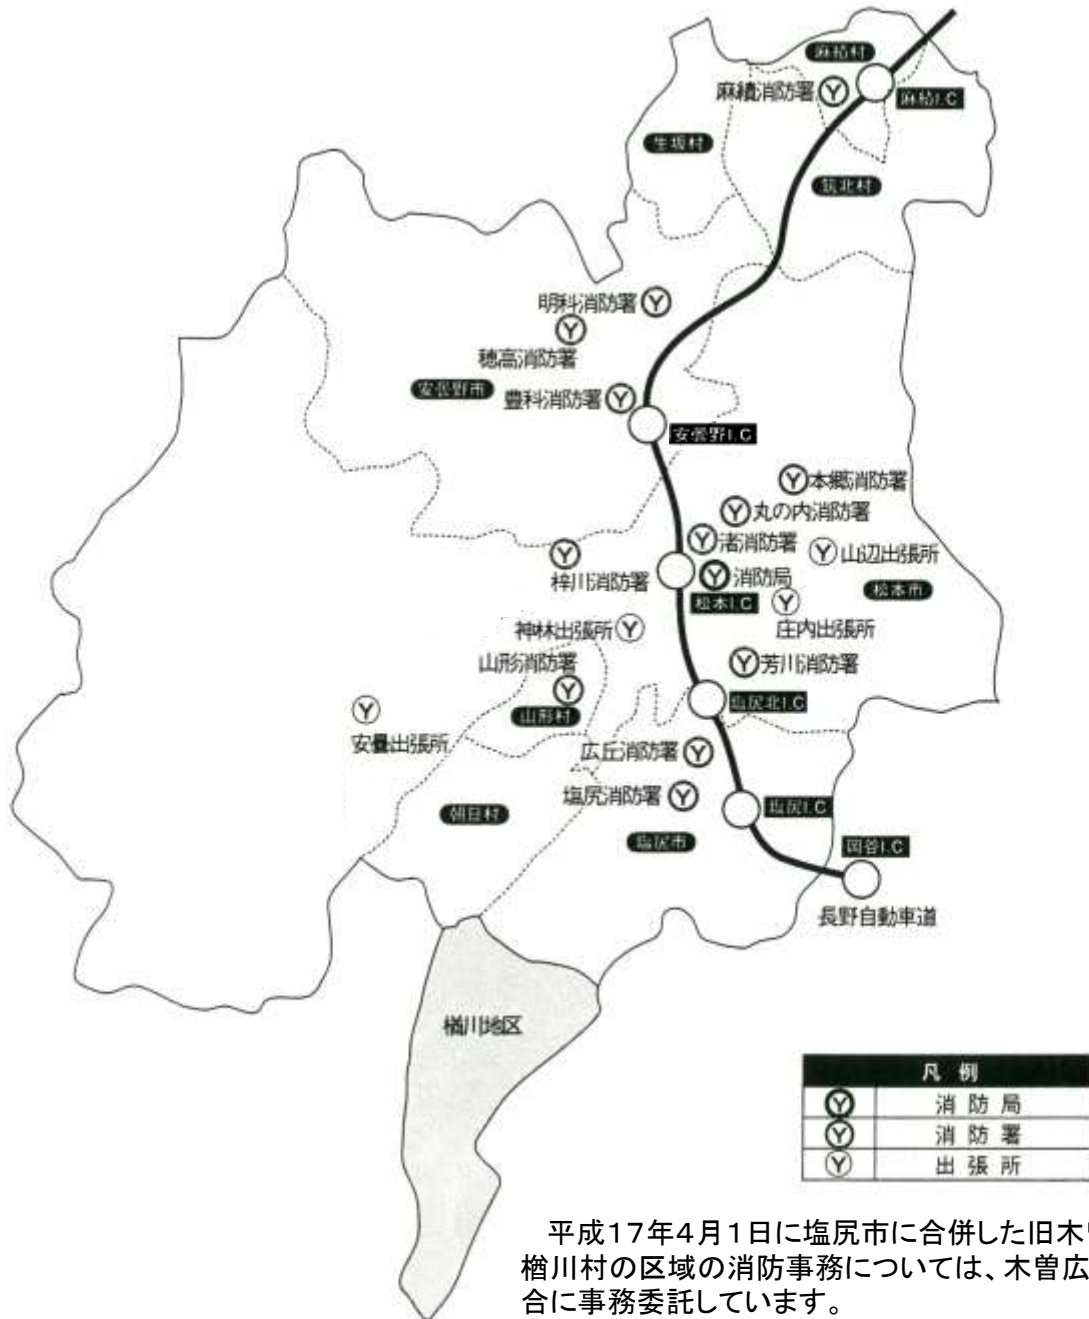 麻績村
麻績消防署
麻績I.C
生坂村
筑北村
明科消防署
穂高消防署
安曇野市
豊科消防署
安曇野I.C
本郷消防署
丸の内消防署
渚消防署
山辺出張所
梓川消防署
消防局
松本I.C
松本市
庄内出張所
神林出張所
山形消防署
芳川消防署
山形村
塩尻北I.C
安曇出張所
広丘消防署
塩尻消防署
塩尻I.C
朝日村
塩尻市
岡谷I.C
長野自動車道
楢川地区
凡例
消防局
消防署
出張所
平成17年4月1日に塩尻市に合併した旧木
楢川村の区域の消防事務については、木曽広
合に事務委託しています。